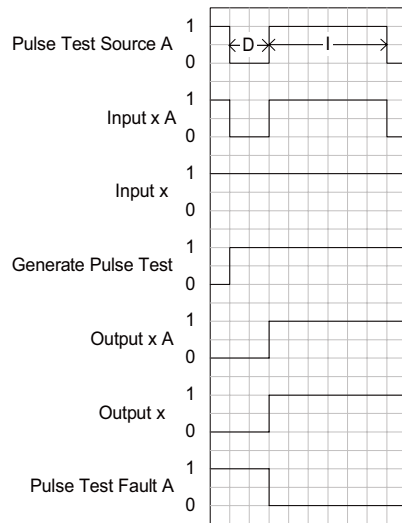 1
Pulse Test Source A
D
I
0
1
Input x A
0
1
Input x
0
1
Generate Pulse Test
0
1
Output x A
0
1
Output x
0
1
Pulse Test Fault A
0